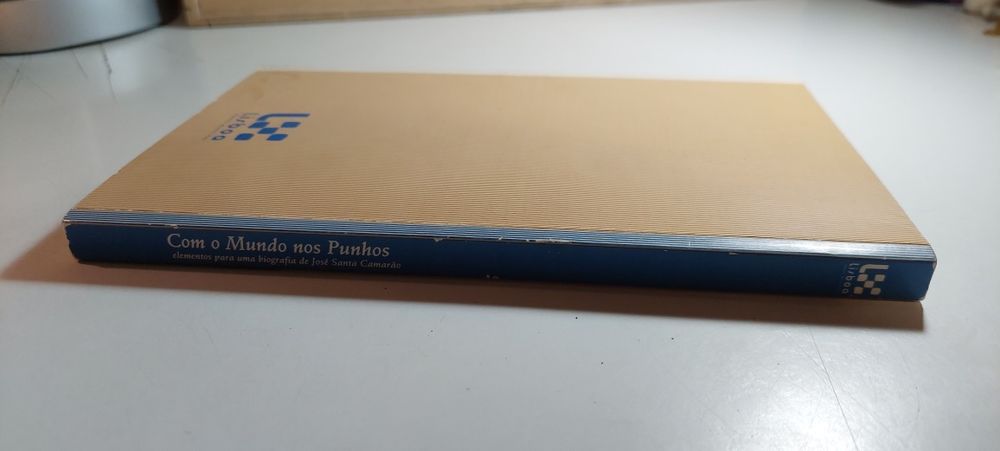 Lisboa
Com o Mundo nos Punhos
elementos para uma biografia de José Santa Camarão
Lisboa